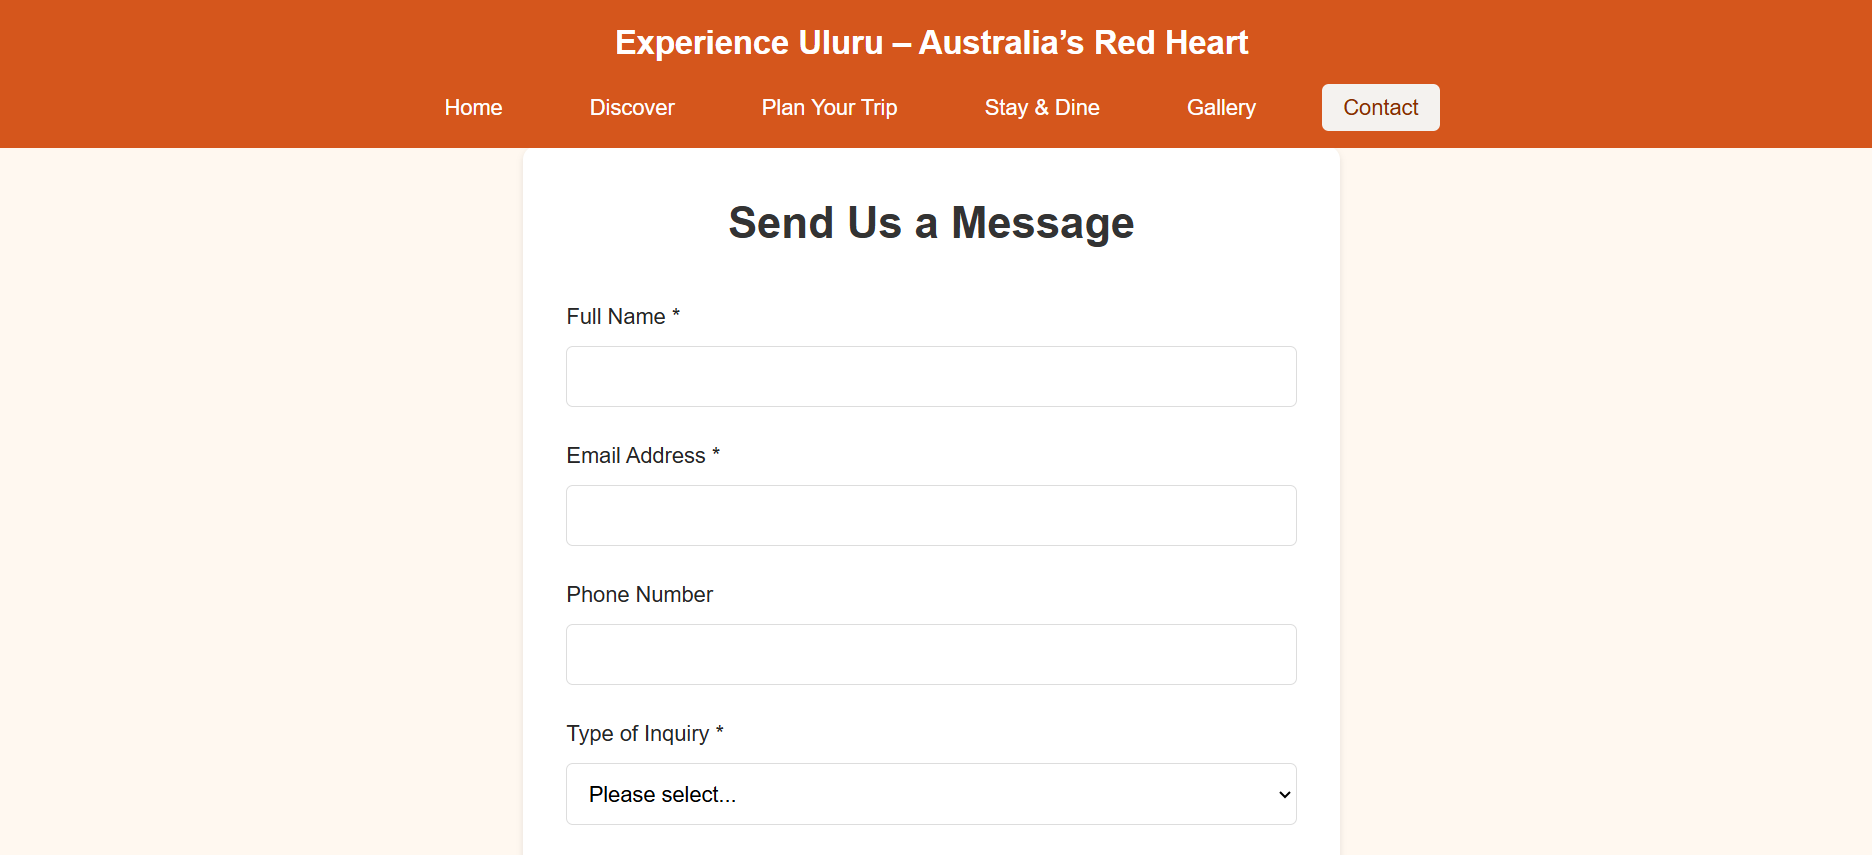 Experience Uluru – Australia’s Red Heart
Home Discover Plan Your Trip Stay & Dine Gallery Contact
Send Us a Message
Full Name *
Email Address *
Phone Number
Type of Inquiry *
Please select...